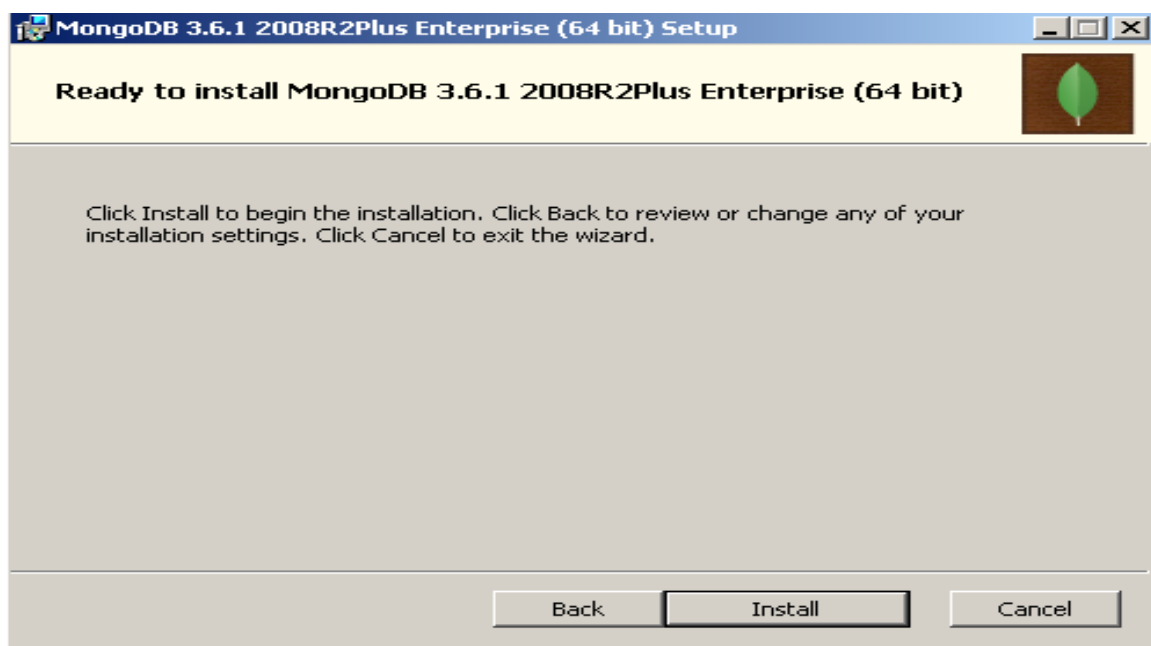 MongoDB 3.6.1 2008R2Plus Enterprise (64 bit) Setup
Ready to install MongoDB 3.6.1 2008R2Plus Enterprise (64 bit)
Click Install to begin the installation. Click Back to review or change any of your
installation settings. Click Cancel to exit the wizard.
Back Install Cancel